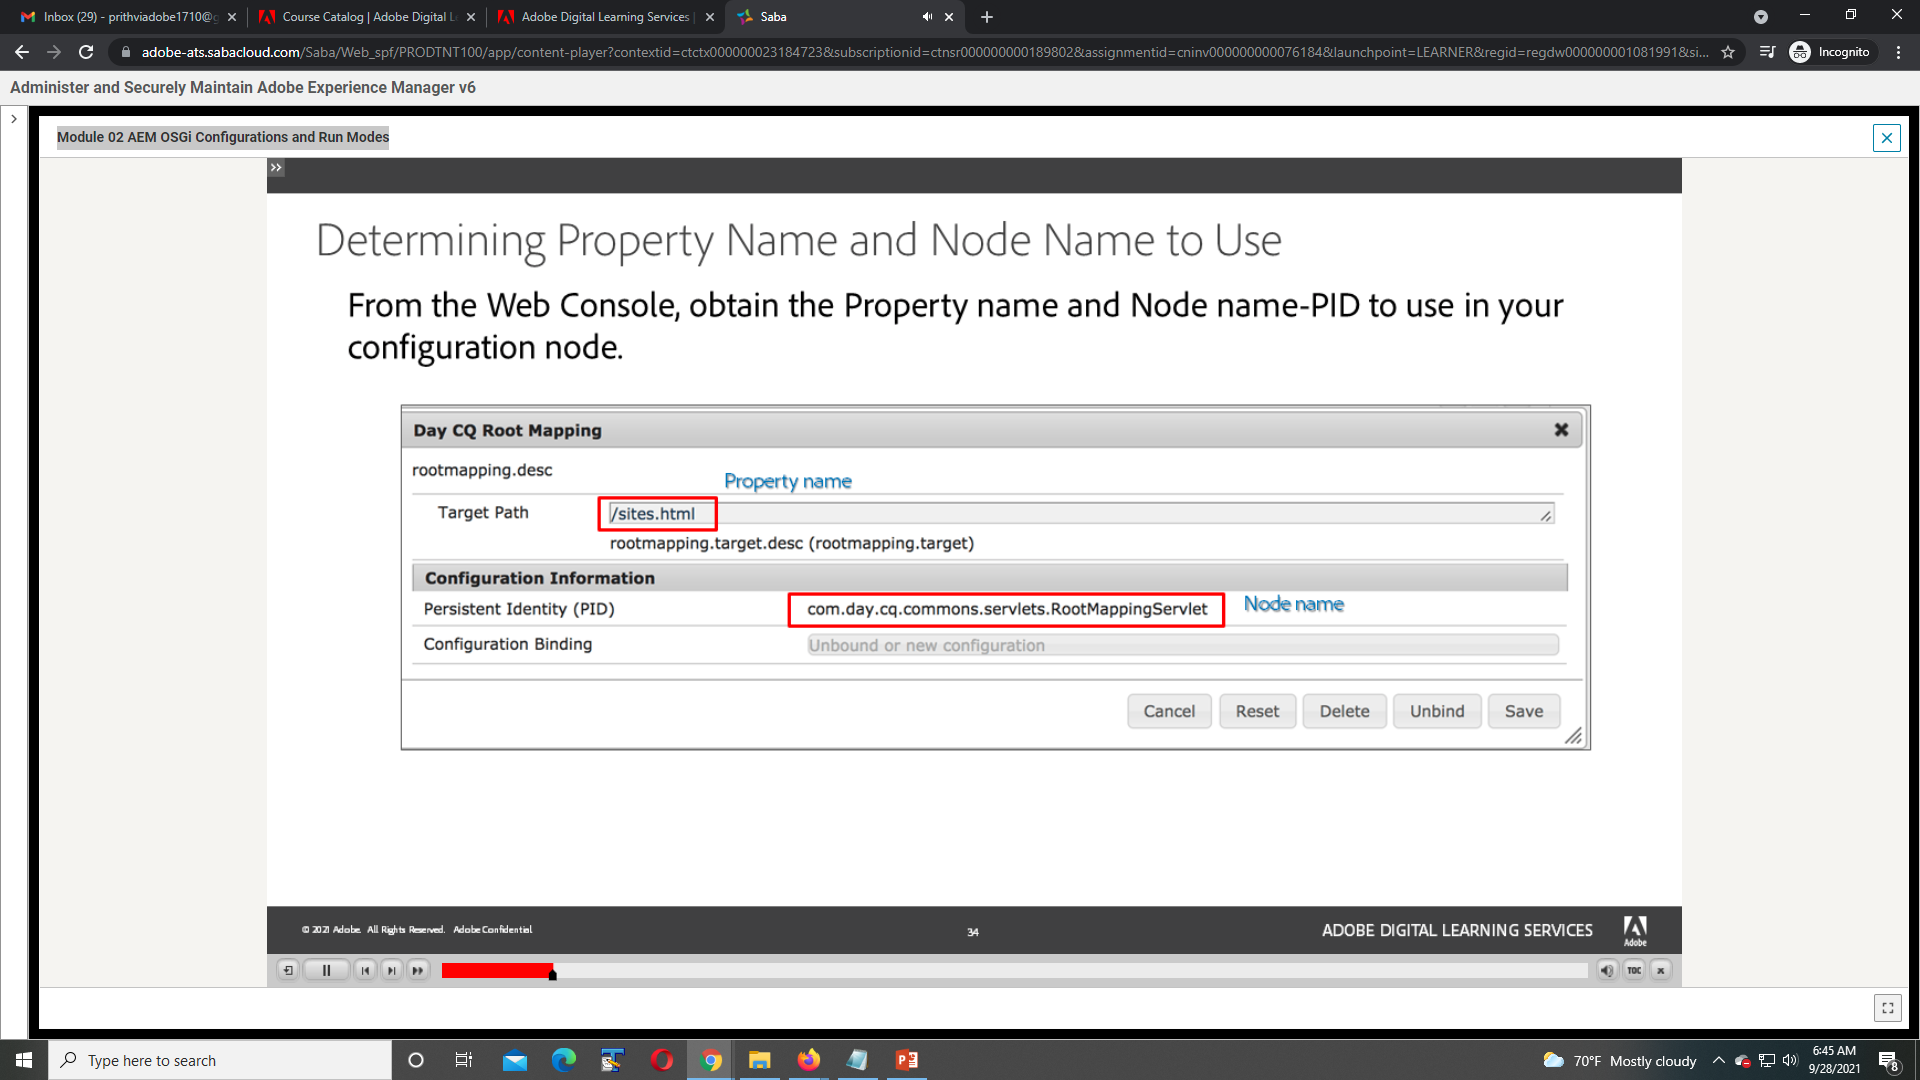 Inbox (29) - prithviadobe1710@g
Course Catalog | Adobe Digital L
Adobe Digital Learning Services |
Saba
adobe-ats.sabacloud.com/Saba/Web_spf/PRODTNT100/app/content-player?contextid=ctctx000000023184723&subscriptionid=ctnsr0000000000189802&assignmentid=cninv000000000076184&launchpoint=LEARNER&regid=regdw000000001081991&si...
Incognito
Administer and Securely Maintain Adobe Experience Manager v6
Module 02 AEM OSGi Configurations and Run Modes
Determining Property Name and Node Name to Use
From the Web Console, obtain the Property name and Node name-PID to use in your
configuration node.
Day CQ Root Mapping
rootmapping.desc
Property name
Target Path
/sites.html
rootmapping.target.desc (rootmapping.target)
Configuration Information
Persistent Identity (PID)
com.day.cq.commons.servlets.RootMappingServlet
Node name
Configuration Binding
Unbound or new configuration
Cancel
Reset
Delete
Unbind
Save
© 2021 Adobe. All Rights Reserved. Adobe Confidential
34
ADOBE DIGITAL LEARNING SERVICES
Adobe
TOC
Type here to search
70°F Mostly cloudy
6:45 AM
9/28/2021
8